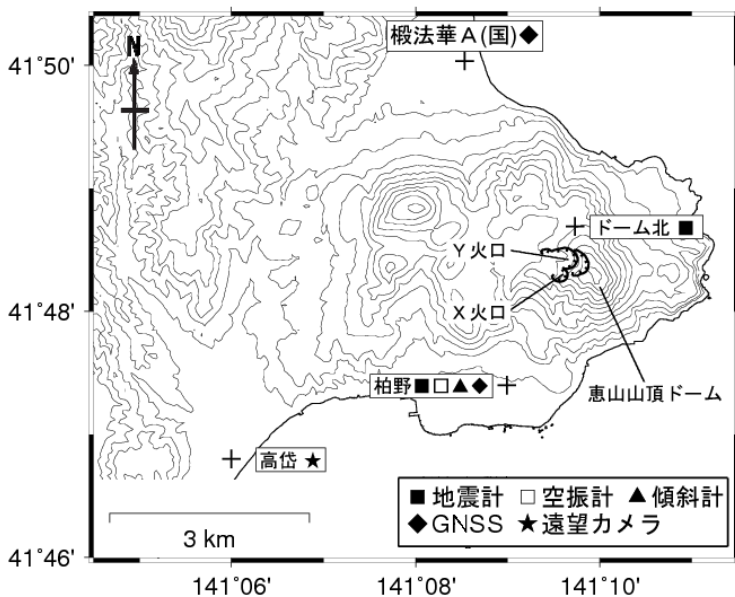 椴法華A(国)◆
41°50'
N
ドーム北 ■
Y火口
41°48'
X火口
柏野■□▲◆
恵山山頂ドーム
高岱 ★
■ 地震計 □ 空振計 ▲ 傾斜計
◆GNSS ★遠望カメラ
3 km
41°46'
141°06' 141°08' 141°10'